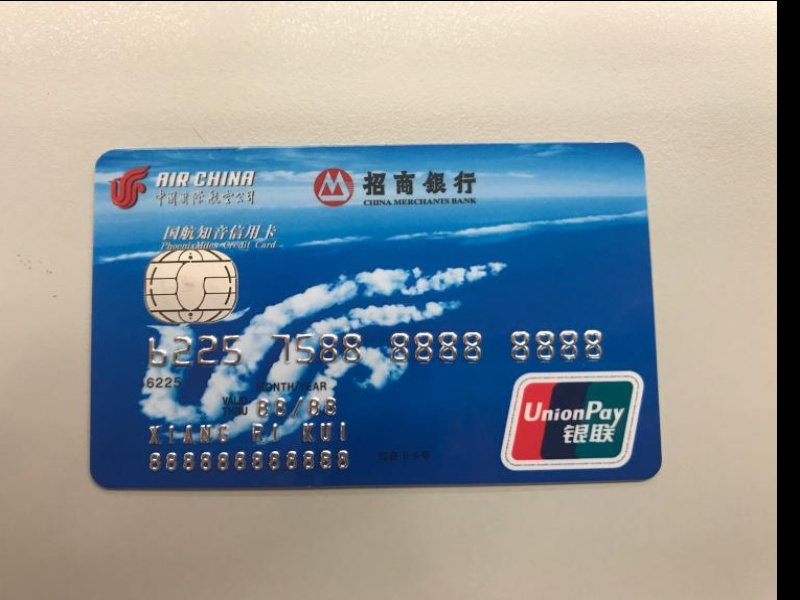 AIR CHINA
中国国际航空公司
招商银行
CHINA MERCHANTS BANK
国航知音信用卡
PhoenixMiles Credit Card
6225 7588 8888 8888
6225
MONTH/YEAR
VALID THRU 88/88
XIANG RI KUI
888888888888
UnionPay
银联